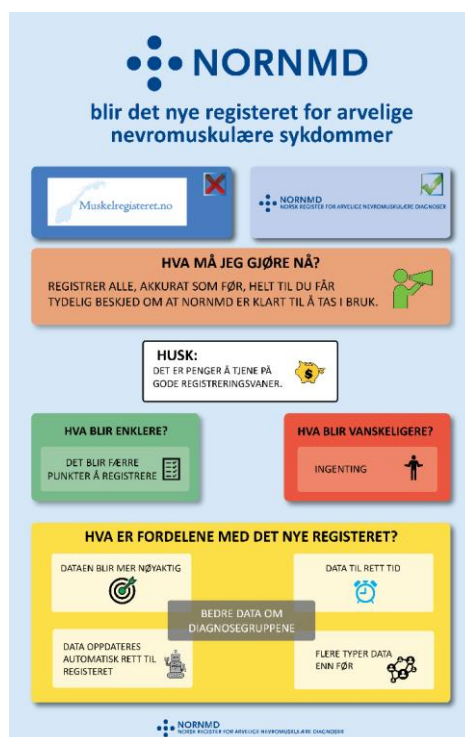 NORNMD
blir det nye registeret for arvelige
nevromuskulære sykdommer
Muskelregisteret.no
NORNMD
NORSK REGISTER FOR ARVELIGE NEVROMUSKULÆRE DIAGNOSER
HVA MÅ JEG GJØRE NÅ?
REGISTRER ALLE, AKKURAT SOM FØR, HELT TIL DU FÅR
TYDELIG BESKJED OM AT NORNMD ER KLART TIL Å TAS I BRUK.
HUSK:
DET ER PENGER Å TJENE PÅ
GODE REGISTRERINGSVANER.
$
HVA BLIR ENKLERE?
DET BLIR FÆRRE
PUNKTER Å REGISTRERE
HVA BLIR VANSKELIGERE?
INGENTING
HVA ER FORDELENE MED DET NYE REGISTERET?
DATAEN BLIR MER NØYAKTIG
DATA TIL RETT TID
BEDRE DATA OM
DIAGNOSEGRUPPENE
DATA OPPDATERES
AUTOMATISK RETT TIL
REGISTERET
FLERE TYPER DATA
ENN FØR
NORNMD
NORSK REGISTER FOR ARVELIGE NEVROMUSKULÆRE DIAGNOSER